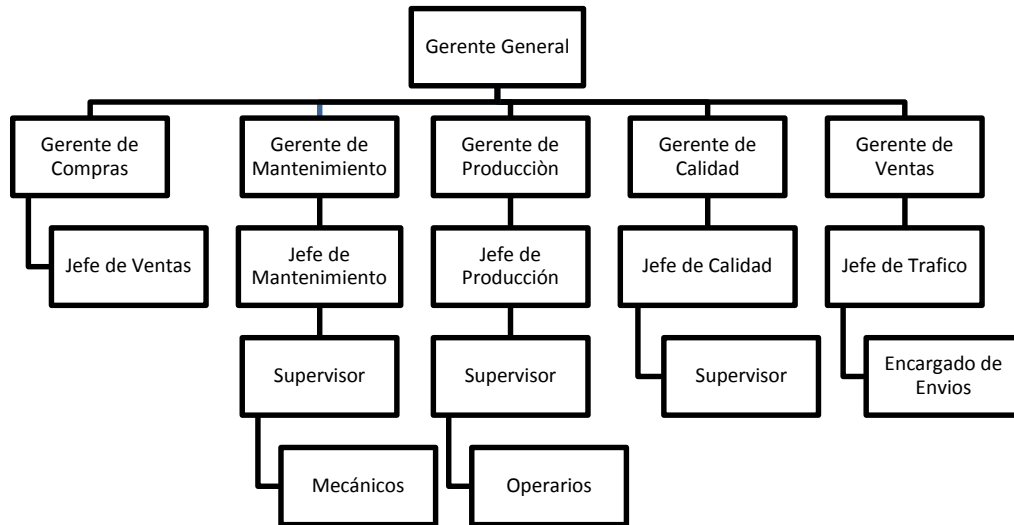 Gerente General
Gerente de
Compras
Gerente de
Mantenimiento
Gerente de
Producciòn
Gerente de
Calidad
Gerente de
Ventas
Jefe de Ventas
Jefe de
Mantenimiento
Jefe de
Producción
Jefe de Calidad
Jefe de Trafico
Supervisor
Supervisor
Supervisor
Encargado de
Envios
Mecánicos
Operarios